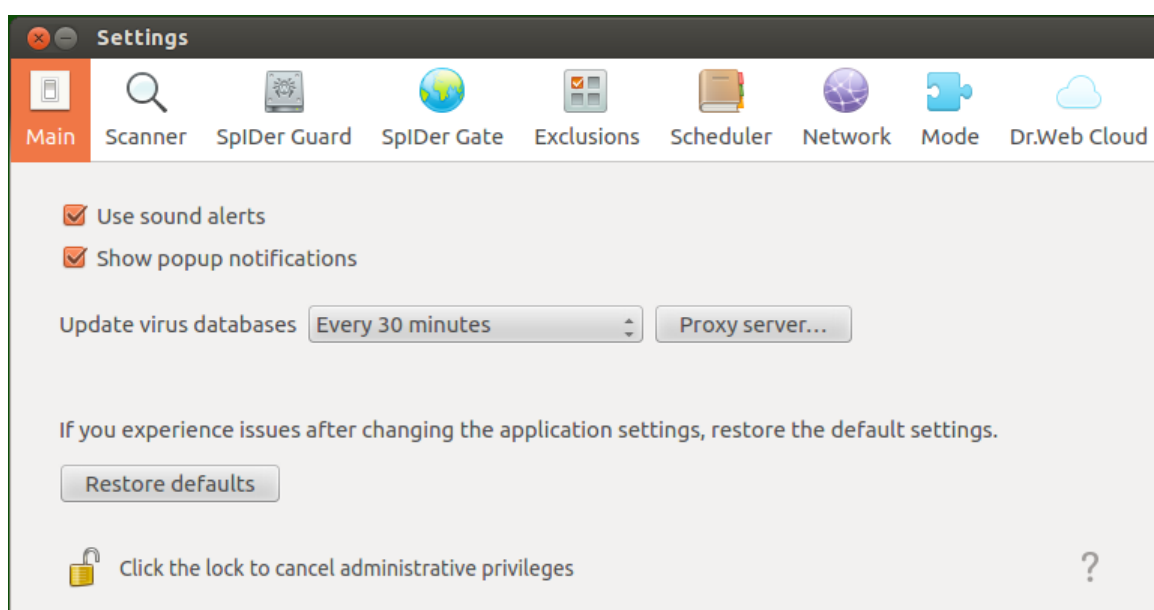 Settings
Main Scanner SpIDer Guard SpIDer Gate Exclusions Scheduler Network Mode Dr.Web Cloud
Use sound alerts
Show popup notifications
Update virus databases Every 30 minutes Proxy server...
If you experience issues after changing the application settings, restore the default settings.
Restore defaults
Click the lock to cancel administrative privileges ?